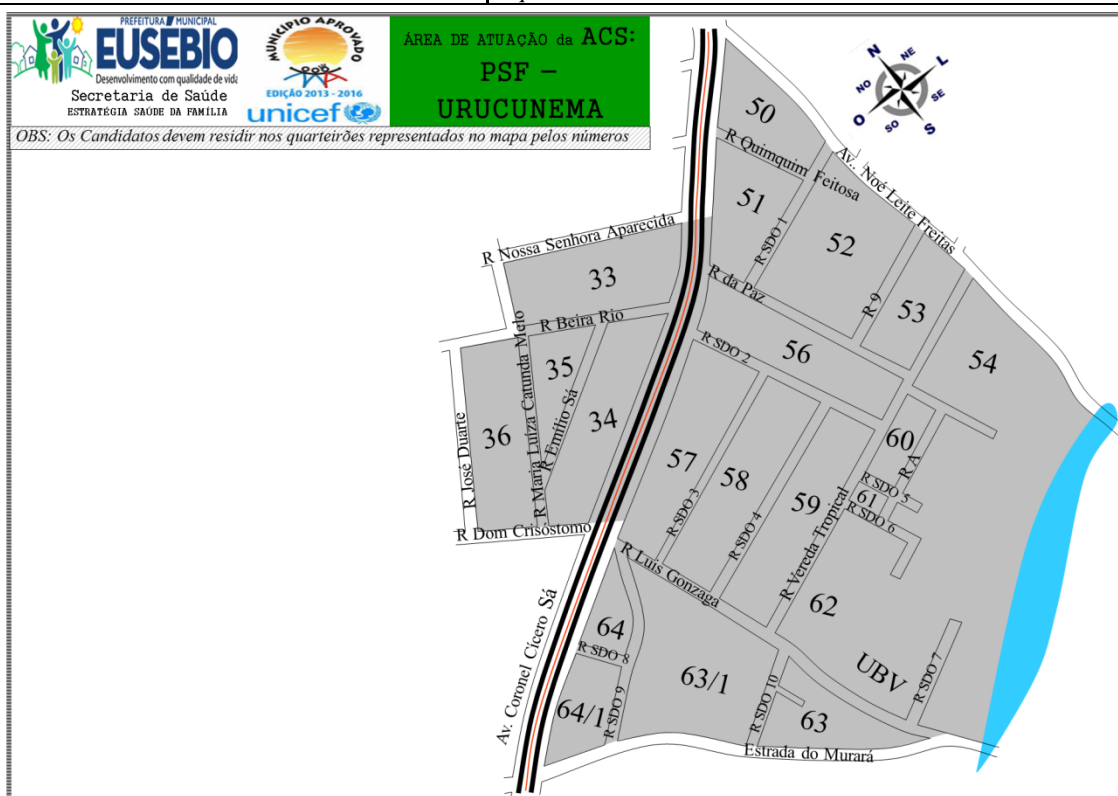 PREFEITURA MUNICIPAL
EUSEBIO
Desenvolvimento com qualidade de vida
Secretaria de Saúde
ESTRATÉGIA SAÚDE DA FAMÍLIA
MUNICÍPIO APROVADO
EDIÇÃO 2013 - 2016
unicef
ÁREA DE ATUAÇÃO da ACS:
PSF –
URUCUNEMA
OBS: Os Candidatos devem residir nos quarteirões representados no mapa pelos números
N
NE
L
SE
S
SO
O
NO
50
R Quimquim Feitosa
Av.. Noé Leite Freitas
51
R SDO 1
52
R Nossa Senhora Aparecida
33
R da Paz
R 9
53
54
R Beira Rio
R SDO 2
56
35
R Maria Luíza Catunda Melo
R Emílio Sá
34
36
R José Duarte
R Dom Crisóstomo
57
R SDO 3
58
R SDO 4
59
R Vereda Tropical
60
R A
R SDO 5
61
R SDO 6
R Luis Gonzaga
62
UBV
R SDO 7
Av. Coronel Cicero Sá
64
R SDO 8
64/1
R SDO 9
63/1
R SDO 10
63
Estrada do Murará